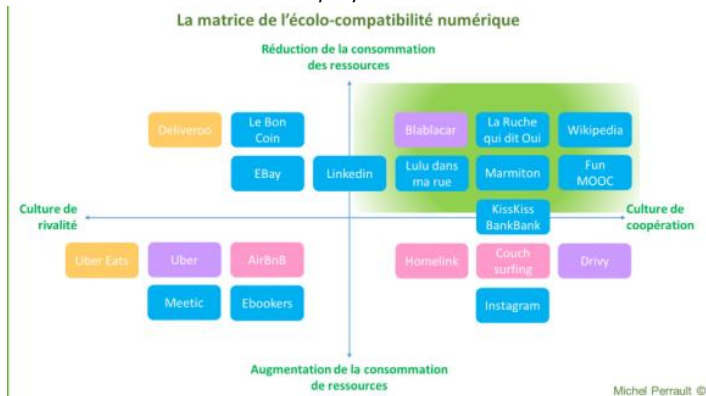 La matrice de l'écolo-compatibilité numérique
Réduction de la consommation
des ressources
Deliveroo
Le Bon
Coin
Blablacar
La Ruche
qui dit Oui
Wikipedia
EBay
Linkedin
Lulu dans
ma rue
Marmiton
Fun
MOOC
Culture de
rivalité
KissKiss
BankBank
Culture de
coopération
Uber Eats
Uber
AirBnB
Homelink
Couch
surfing
Drivy
Meetic
Ebookers
Instagram
Augmentation de la consommation
de ressources
Michel Perrault ©